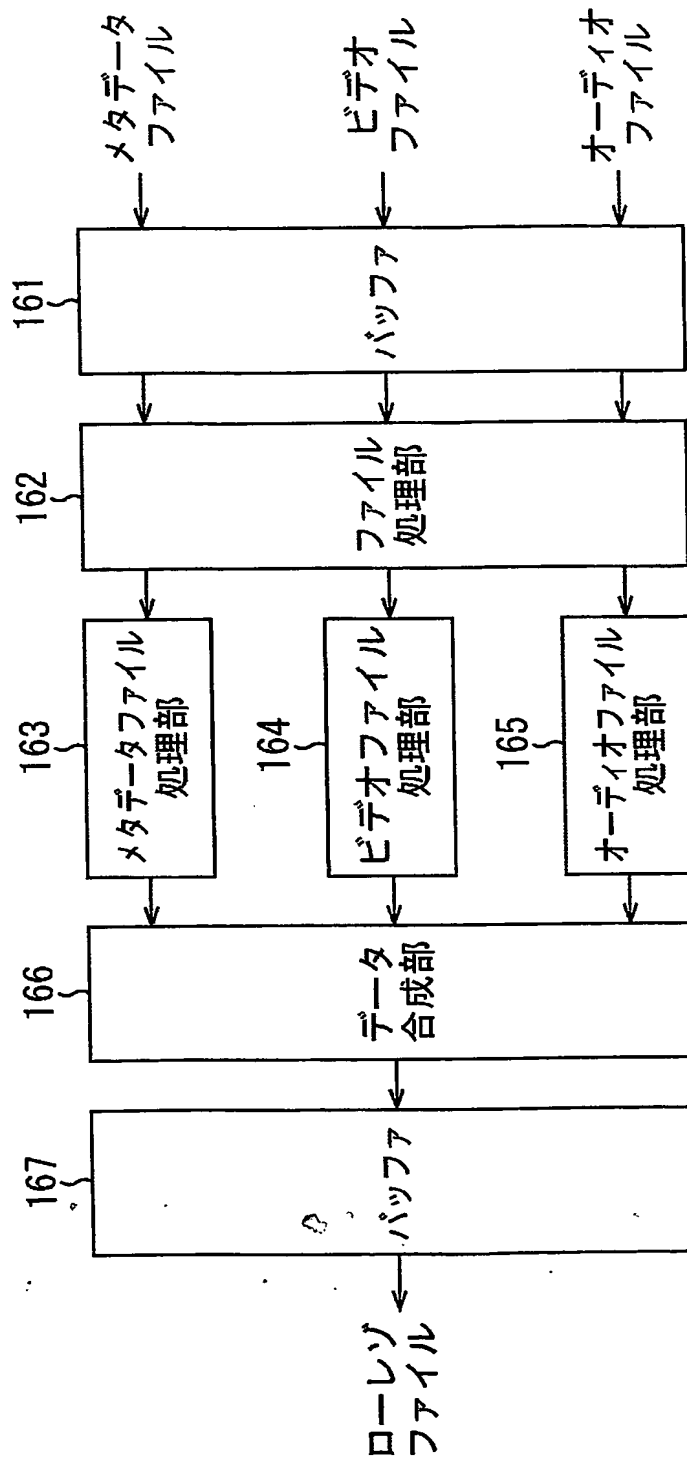 メタデータ
ファイル
ビデオ
ファイル
オーディオ
ファイル
161
バッファ
162
ファイル
処理部
163
メタデータファイル
処理部
164
ビデオファイル
処理部
165
オーディオファイル
処理部
166
データ
合成部
167
バッファ
ローレゾ
ファイル